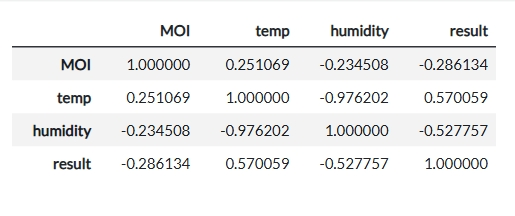 MOI temp humidity result
MOI 1.000000 0.251069 -0.234508 -0.286134
temp 0.251069 1.000000 -0.976202 0.570059
humidity -0.234508 -0.976202 1.000000 -0.527757
result -0.286134 0.570059 -0.527757 1.000000